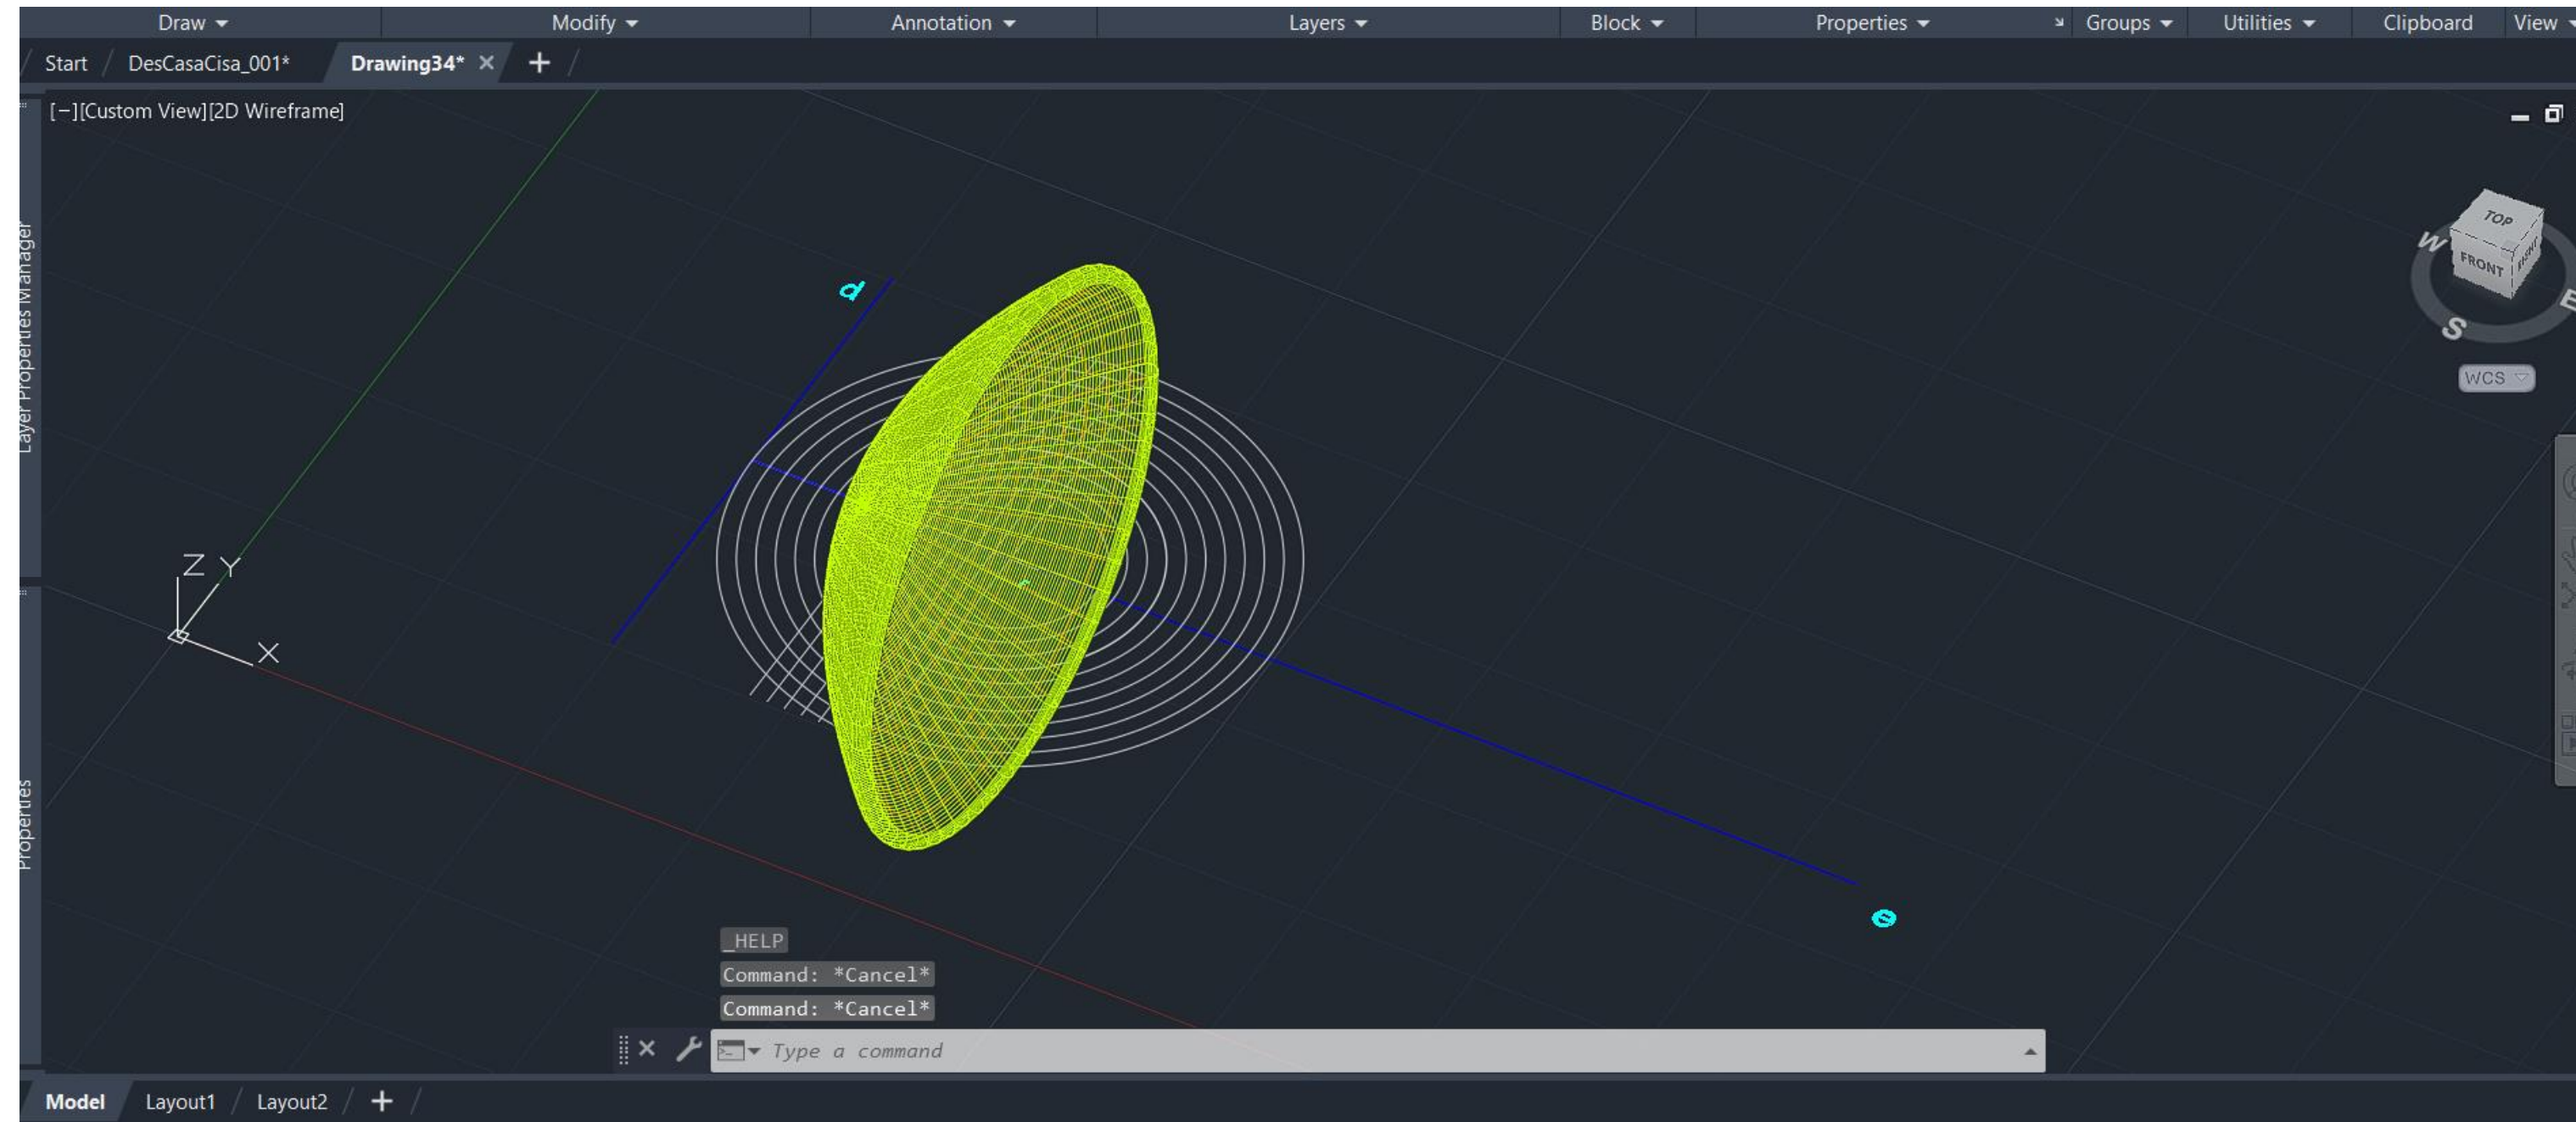 Draw Modify Annotation Layers Block Properties Groups Utilities Clipboard View
Start DesCasaCisa_001* Drawing34*
[−][Custom View][2D Wireframe]
Layer Properties Manager
TOP
W
FRONT RIGHT
E
S
WCS
d
Z Y
X
F
e
Properties
_HELP
Command: *Cancel*
Command: *Cancel*
Type a command
Model Layout1 Layout2